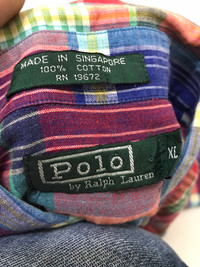 MADE IN SINGAPORE
100% COTTON
RN 19672
Polo
by Ralph Lauren
XL